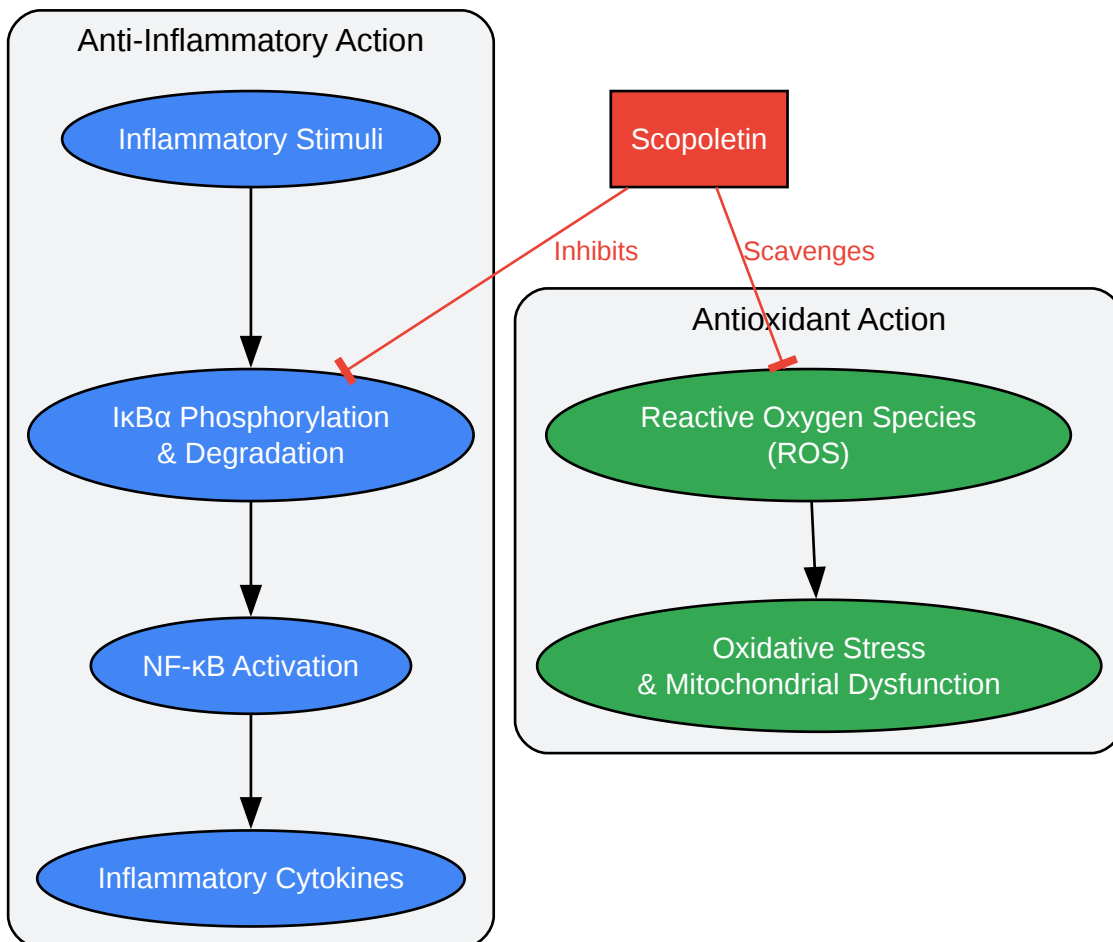 Anti-Inflammatory Action
Inflammatory Stimuli
IκBα Phosphorylation
& Degradation
NF-κB Activation
Inflammatory Cytokines
Scopoletin
Inhibits
Scavenges
Antioxidant Action
Reactive Oxygen Species
(ROS)
Oxidative Stress
& Mitochondrial Dysfunction